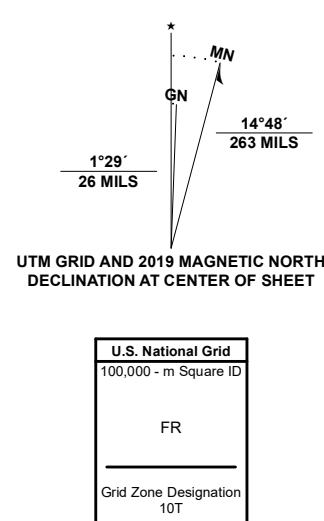 ★
MN
GN
14°48´
263 MILS
1°29´
26 MILS
UTM GRID AND 2019 MAGNETIC NORTH
DECLINATION AT CENTER OF SHEET
U.S. National Grid
100,000 - m Square ID
FR
Grid Zone Designation
10T